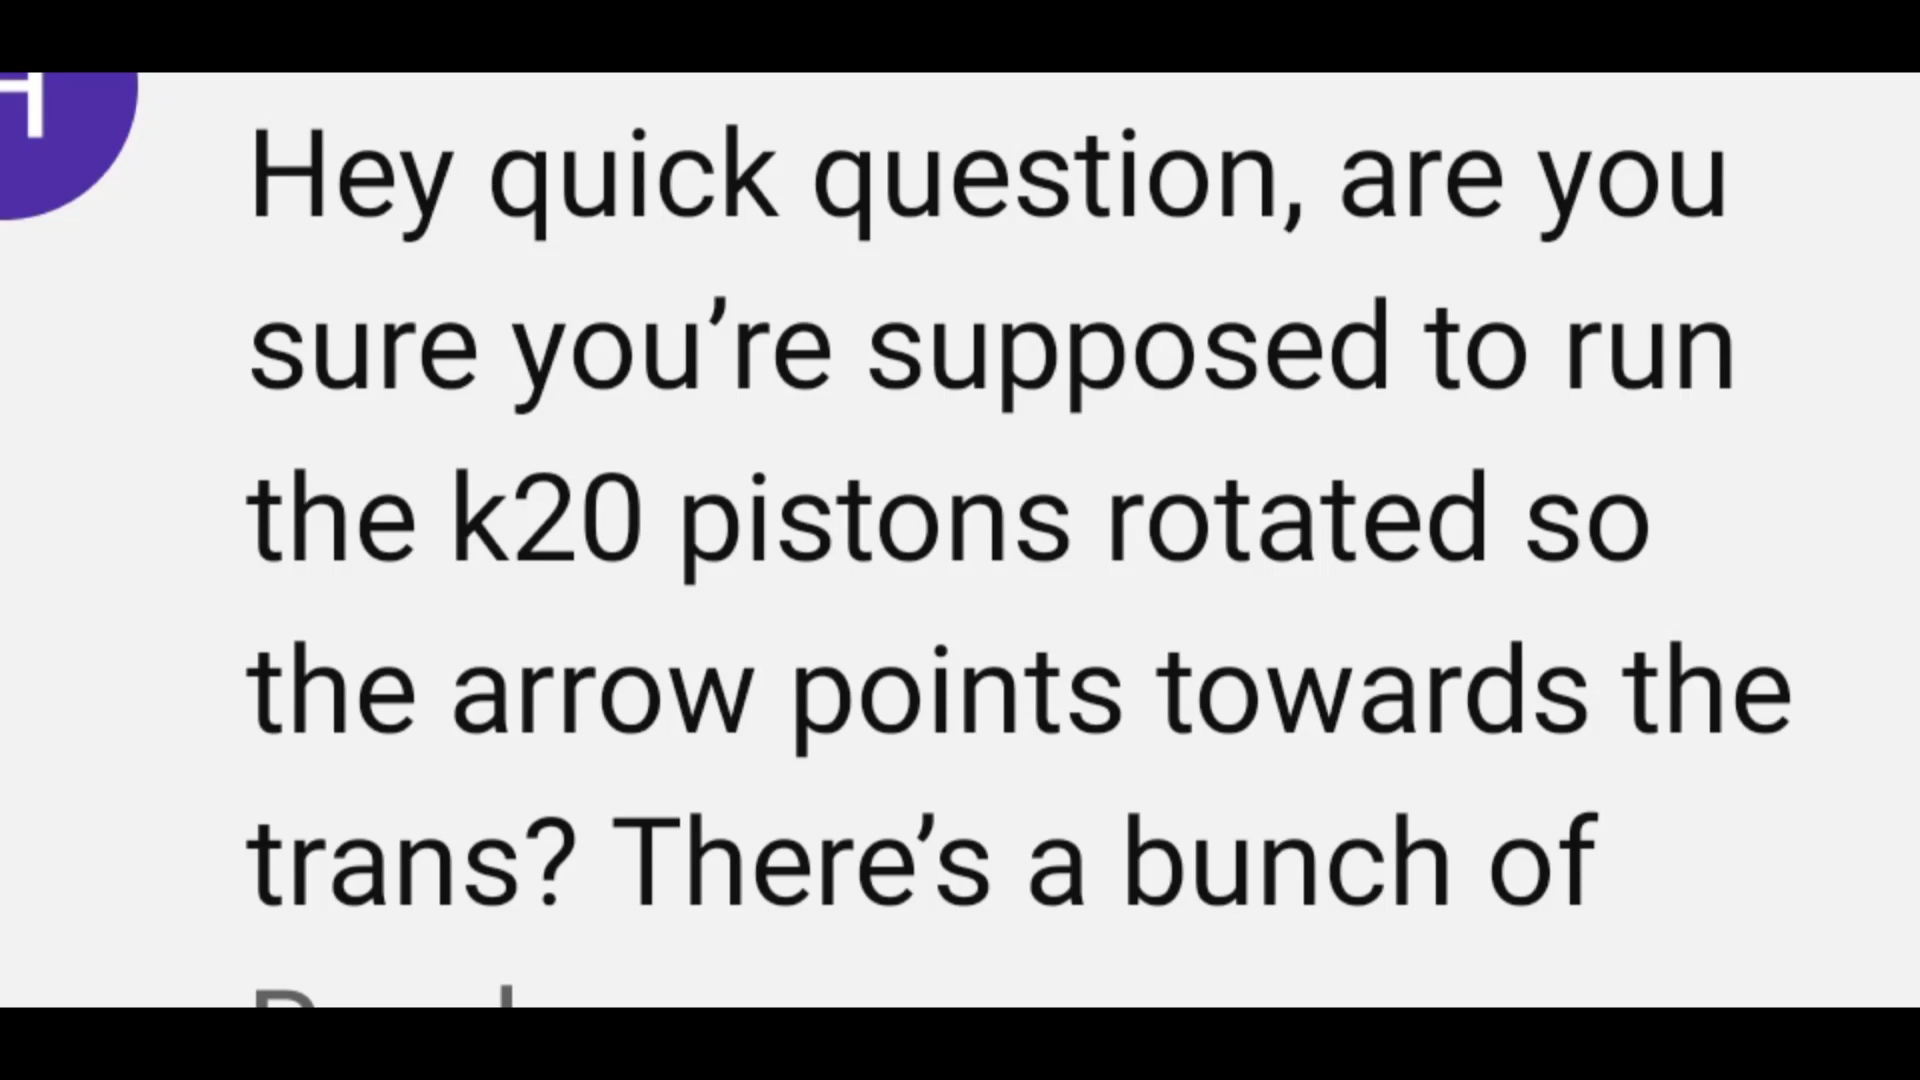 H
Hey quick question, are you
sure you’re supposed to run
the k20 pistons rotated so
the arrow points towards the
trans? There’s a bunch of